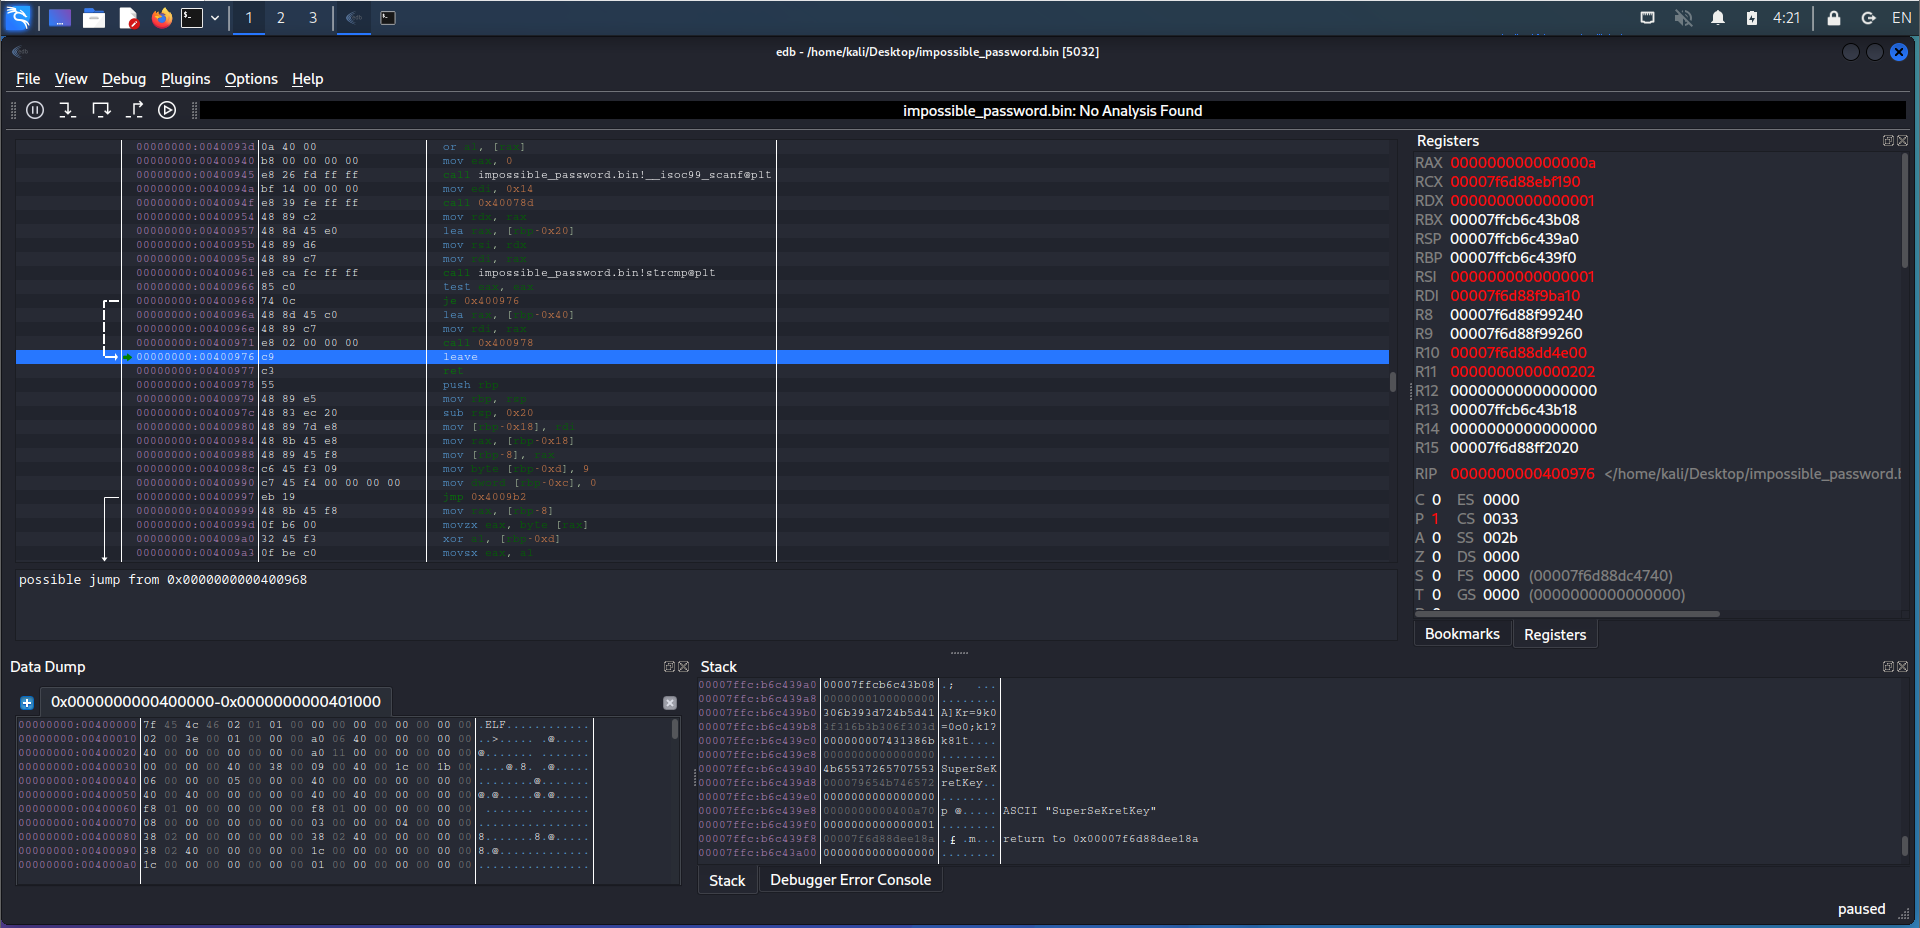 1 2 3 4:21 EN
edb - /home/kali/Desktop/impossible_password.bin [5032]
File View Debug Plugins Options Help
impossible_password.bin: No Analysis Found
00000000:0040093d 0a 40 00 or al, [rax]
00000000:00400940 b8 00 00 00 00 mov eax, 0
00000000:00400945 e8 26 fd ff ff call impossible_password.bin!__isoc99_scanf@plt
00000000:0040094a bf 14 00 00 00 mov edi, 0x14
00000000:0040094f e8 39 fe ff ff call 0x40078d
00000000:00400954 48 89 c2 mov rdx, rax
00000000:00400957 48 8d 45 e0 lea rax, [rbp-0x20]
00000000:0040095b 48 89 d6 mov rsi, rdx
00000000:0040095e 48 89 c7 mov rdi, rax
00000000:00400961 e8 ca fc ff ff call impossible_password.bin!strcmp@plt
00000000:00400966 85 c0 test eax, eax
00000000:00400968 74 0c je 0x400976
00000000:0040096a 48 8d 45 c0 lea rax, [rbp-0x40]
00000000:0040096e 48 89 c7 mov rdi, rax
00000000:00400971 e8 02 00 00 00 call 0x400978
00000000:00400976 c9 leave
00000000:00400977 c3 ret
00000000:00400978 55 push rbp
00000000:00400979 48 89 e5 mov rbp, rsp
00000000:0040097c 48 83 ec 20 sub rsp, 0x20
00000000:00400980 48 89 7d e8 mov [rbp-0x18], rdi
00000000:00400984 48 8b 45 e8 mov rax, [rbp-0x18]
00000000:00400988 48 89 45 f8 mov [rbp-8], rax
00000000:0040098c c6 45 f3 09 mov byte [rbp-0xd], 9
00000000:00400990 c7 45 f4 00 00 00 00 mov dword [rbp-0xc], 0
00000000:00400997 eb 19 jmp 0x4009b2
00000000:00400999 48 8b 45 f8 mov rax, [rbp-8]
00000000:0040099d 0f b6 00 movzx eax, byte [rax]
00000000:004009a0 32 45 f3 xor al, [rbp-0xd]
00000000:004009a3 0f be c0 movsx eax, al
possible jump from 0x0000000000400968
Registers
RAX 000000000000000a
RCX 00007f6d88ebf190
RDX 0000000000000001
RBX 00007ffcb6c43b08
RSP 00007ffcb6c439a0
RBP 00007ffcb6c439f0
RSI 0000000000000001
RDI 00007f6d88f9ba10
R8 00007f6d88f99240
R9 00007f6d88f99260
R10 00007f6d88dd4e00
R11 0000000000000202
R12 0000000000000000
R13 00007ffcb6c43b18
R14 0000000000000000
R15 00007f6d88ff2020
RIP 0000000000400976 </home/kali/Desktop/impossible_password.b
C 0 ES 0000
P 1 CS 0033
A 0 SS 002b
Z 0 DS 0000
S 0 FS 0000 (00007f6d88dc4740)
T 0 GS 0000 (0000000000000000)
Bookmarks Registers
Data Dump
0x0000000000400000-0x0000000000401000
00000000:00400000 7f 45 4c 46 02 01 01 00 00 00 00 00 00 00 00 00 .ELF............
00000000:00400010 02 00 3e 00 01 00 00 00 a0 06 40 00 00 00 00 00 ..>..... .@.....
00000000:00400020 40 00 00 00 00 00 00 00 a0 11 00 00 00 00 00 00 @....... .......
00000000:00400030 00 00 00 00 40 00 38 00 09 00 40 00 1c 00 1b 00 ....@.8. .@.....
00000000:00400040 06 00 00 00 05 00 00 00 40 00 00 00 00 00 00 00 ........@.......
00000000:00400050 40 00 40 00 00 00 00 00 40 00 40 00 00 00 00 00 @.@.....@.@.....
00000000:00400060 f8 01 00 00 00 00 00 00 f8 01 00 00 00 00 00 00
00000000:00400070 08 00 00 00 00 00 00 00 03 00 00 00 04 00 00 00 ................
00000000:00400080 38 02 00 00 00 00 00 00 38 02 40 00 00 00 00 00 8.......8.@.....
00000000:00400090 38 02 40 00 00 00 00 00 1c 00 00 00 00 00 00 00 8.@.............
00000000:004000a0 1c 00 00 00 00 00 00 00 01 00 00 00 00 00 00 00 ................
Stack
00007ffc:b6c439a0 00007ffcb6c43b08 .; ...
00007ffc:b6c439a8 0000000100000000 ........
00007ffc:b6c439b0 306b393d724b5d41 A]Kr=9k0
00007ffc:b6c439b8 3f316b3b306f303d =0o0;k1?
00007ffc:b6c439c0 000000007431386b k81t....
00007ffc:b6c439c8 0000000000000000 ........
00007ffc:b6c439d0 4b65537265707553 SuperSeK
00007ffc:b6c439d8 000079654b746572 retKey..
00007ffc:b6c439e0 0000000000000000 ........
00007ffc:b6c439e8 0000000000400a70 p @..... ASCII "SuperSeKretKey"
00007ffc:b6c439f0 0000000000000001 ........
00007ffc:b6c439f8 00007f6d88dee18a return to 0x00007f6d88dee18a
00007ffc:b6c43a00 0000000000000000 ........
Stack Debugger Error Console
paused